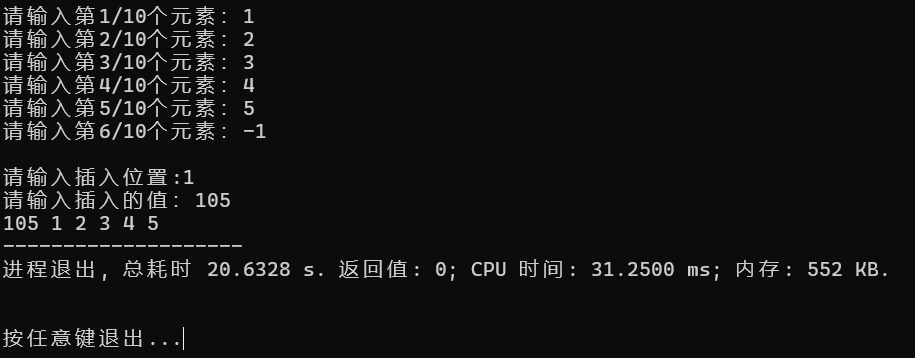 请输入第1/10个元素: 1
请输入第2/10个元素: 2
请输入第3/10个元素: 3
请输入第4/10个元素: 4
请输入第5/10个元素: 5
请输入第6/10个元素: -1
请输入插入位置:1
请输入插入的值: 105
105 1 2 3 4 5
--------------------
进程退出, 总耗时 20.6328 s. 返回值: 0; CPU 时间: 31.2500 ms; 内存: 552 KB.
按任意键退出...